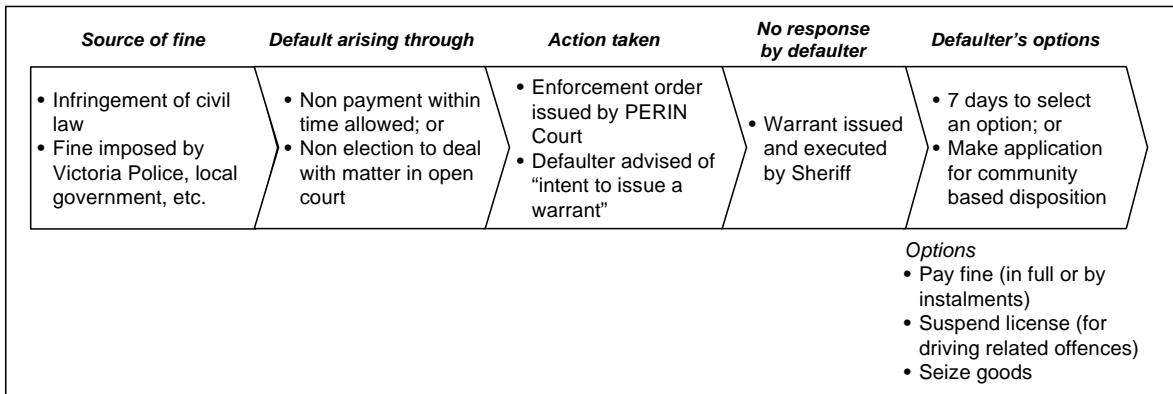 Source of fine
Default arising through
Action taken
No response
by defaulter
Defaulter's options
• Infringement of civil
law
• Fine imposed by
Victoria Police, local
government, etc.
• Non payment within
time allowed; or
• Non election to deal
with matter in open
court
• Enforcement order
issued by PERIN
Court
• Defaulter advised of
“intent to issue a
warrant”
• Warrant issued
and executed
by Sheriff
• 7 days to select
an option; or
• Make application
for community
based disposition
Options
• Pay fine (in full or by
instalments)
• Suspend license (for
driving related offences)
• Seize goods